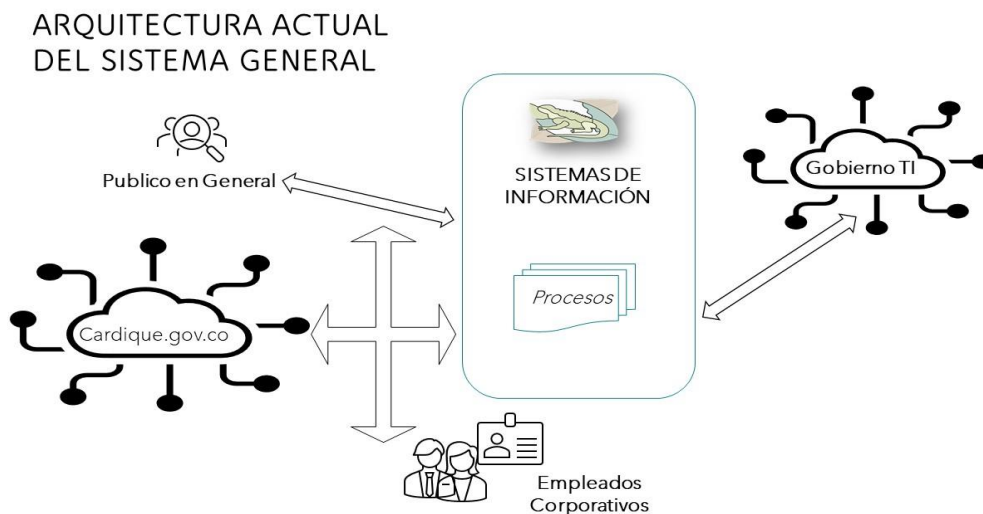 ARQUITECTURA ACTUAL
DEL SISTEMA GENERAL
Publico en General
SISTEMAS DE
INFORMACIÓN
Gobierno TI
Procesos
Cardique.gov.co
Empleados
Corporativos